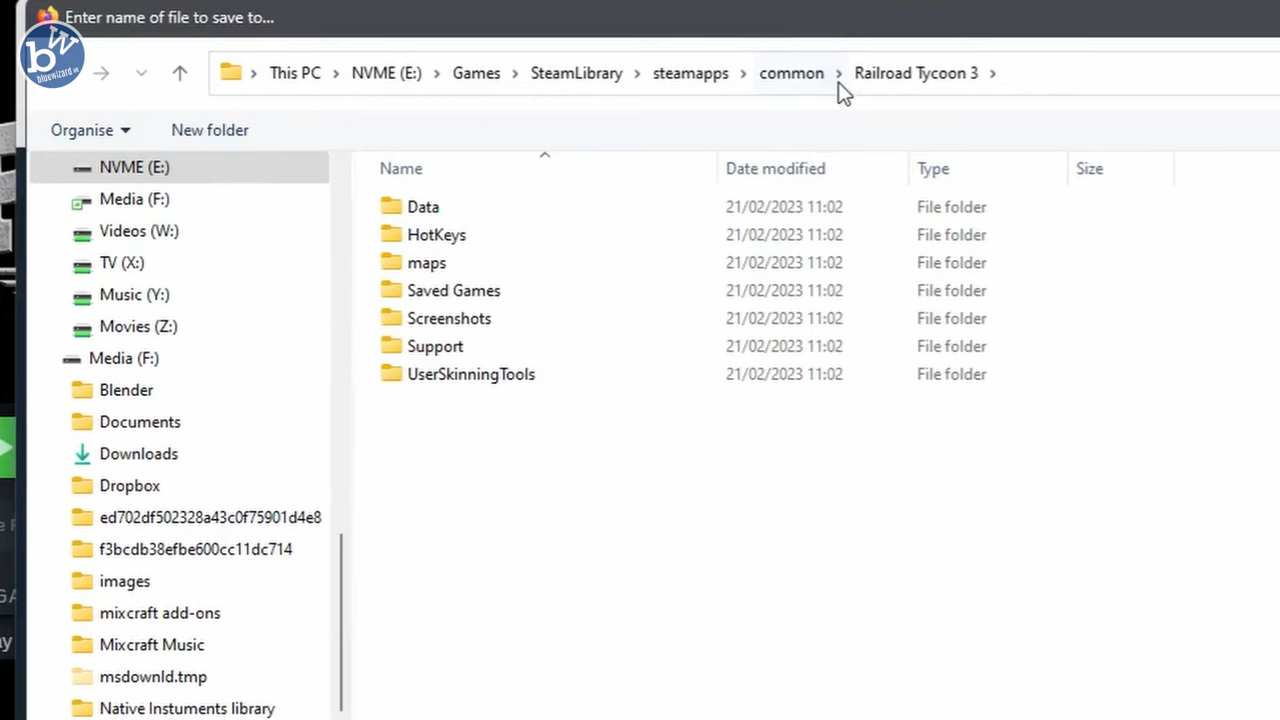 Enter name of file to save to...
bw
bluewizard
This PC NVME (E:) Games SteamLibrary steamapps common Railroad Tycoon 3
Organise New folder
Name Date modified Type Size
NVME (E:)
Media (F:)
Videos (W:)
TV (X:)
Music (Y:)
Movies (Z:)
Media (F:)
Blender
Documents
Downloads
Dropbox
ed702df502328a43c0f75901d4e8
f3bcdb38efbe600cc11dc714
images
mixcraft add-ons
Mixcraft Music
msdownld.tmp
Native Instuments library
Data 21/02/2023 11:02 File folder
HotKeys 21/02/2023 11:02 File folder
maps 21/02/2023 11:02 File folder
Saved Games 21/02/2023 11:02 File folder
Screenshots 21/02/2023 11:02 File folder
Support 21/02/2023 11:02 File folder
UserSkinningTools 21/02/2023 11:02 File folder